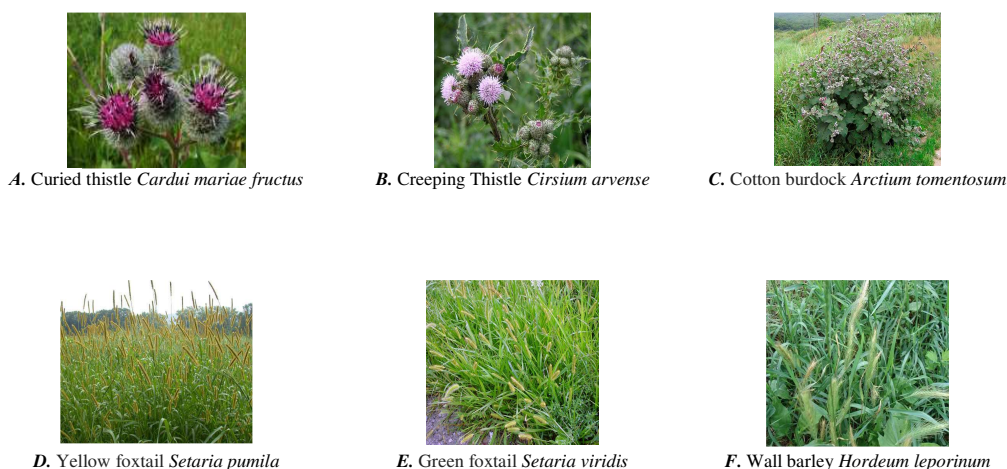 A. Curied thistle Cardui mariae fructus
B. Creeping Thistle Cirsium arvense
C. Cotton burdock Arctium tomentosum
D. Yellow foxtail Setaria pumila
E. Green foxtail Setaria viridis
F. Wall barley Hordeum leporinum